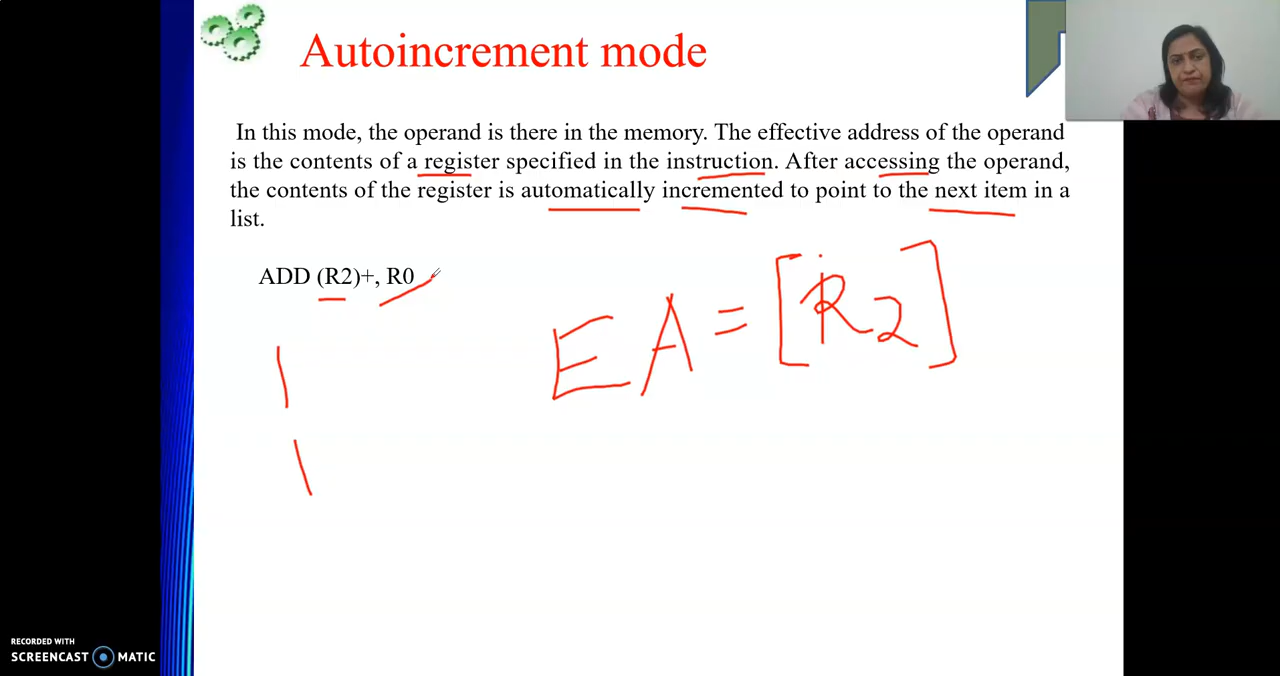 Autoincrement mode
In this mode, the operand is there in the memory. The effective address of the operand
is the contents of a register specified in the instruction. After accessing the operand,
the contents of the register is automatically incremented to point to the next item in a
list.
ADD (R2)+, R0
EA = [R2]
RECORDED WITH
SCREENCAST MATIC